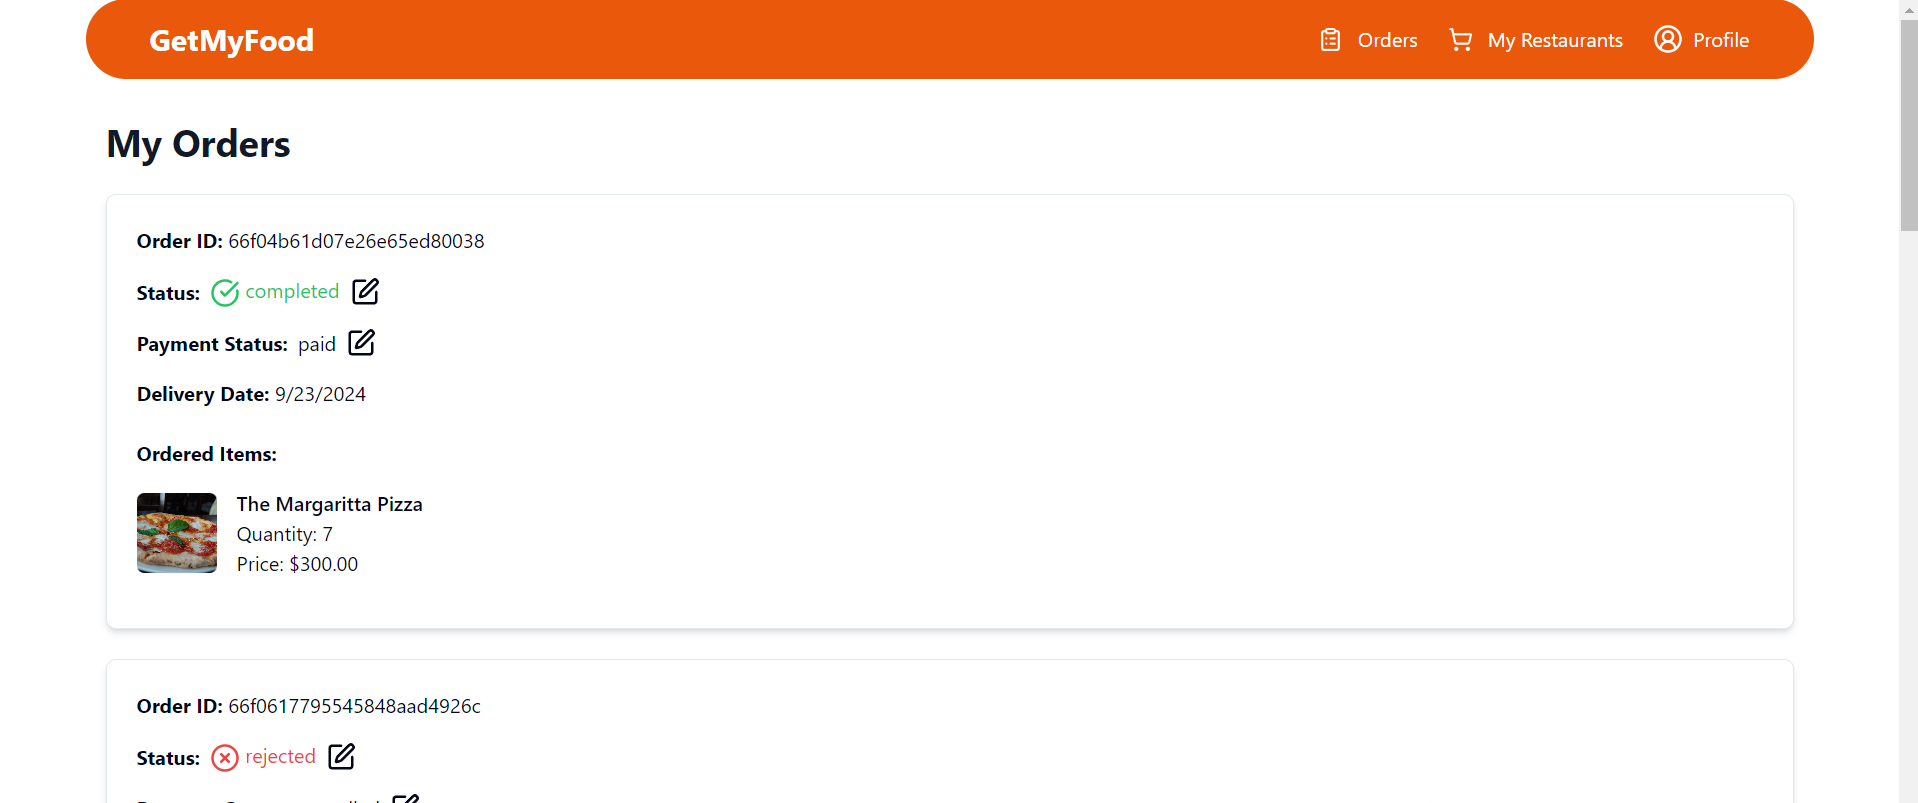 GetMyFood
Orders
My Restaurants
Profile
My Orders
Order ID: 66f04b61d07e26e65ed80038
Status: completed
Payment Status: paid
Delivery Date: 9/23/2024
Ordered Items:
The Margaritta Pizza
Quantity: 7
Price: $300.00
Order ID: 66f0617795545848aad4926c
Status: rejected